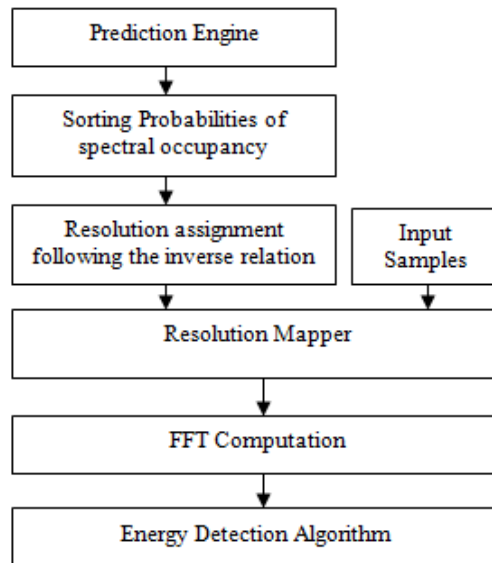 Prediction Engine
Sorting Probabilities of
spectral occupancy
Resolution assignment
following the inverse relation
Input
Samples
Resolution Mapper
FFT Computation
Energy Detection Algorithm